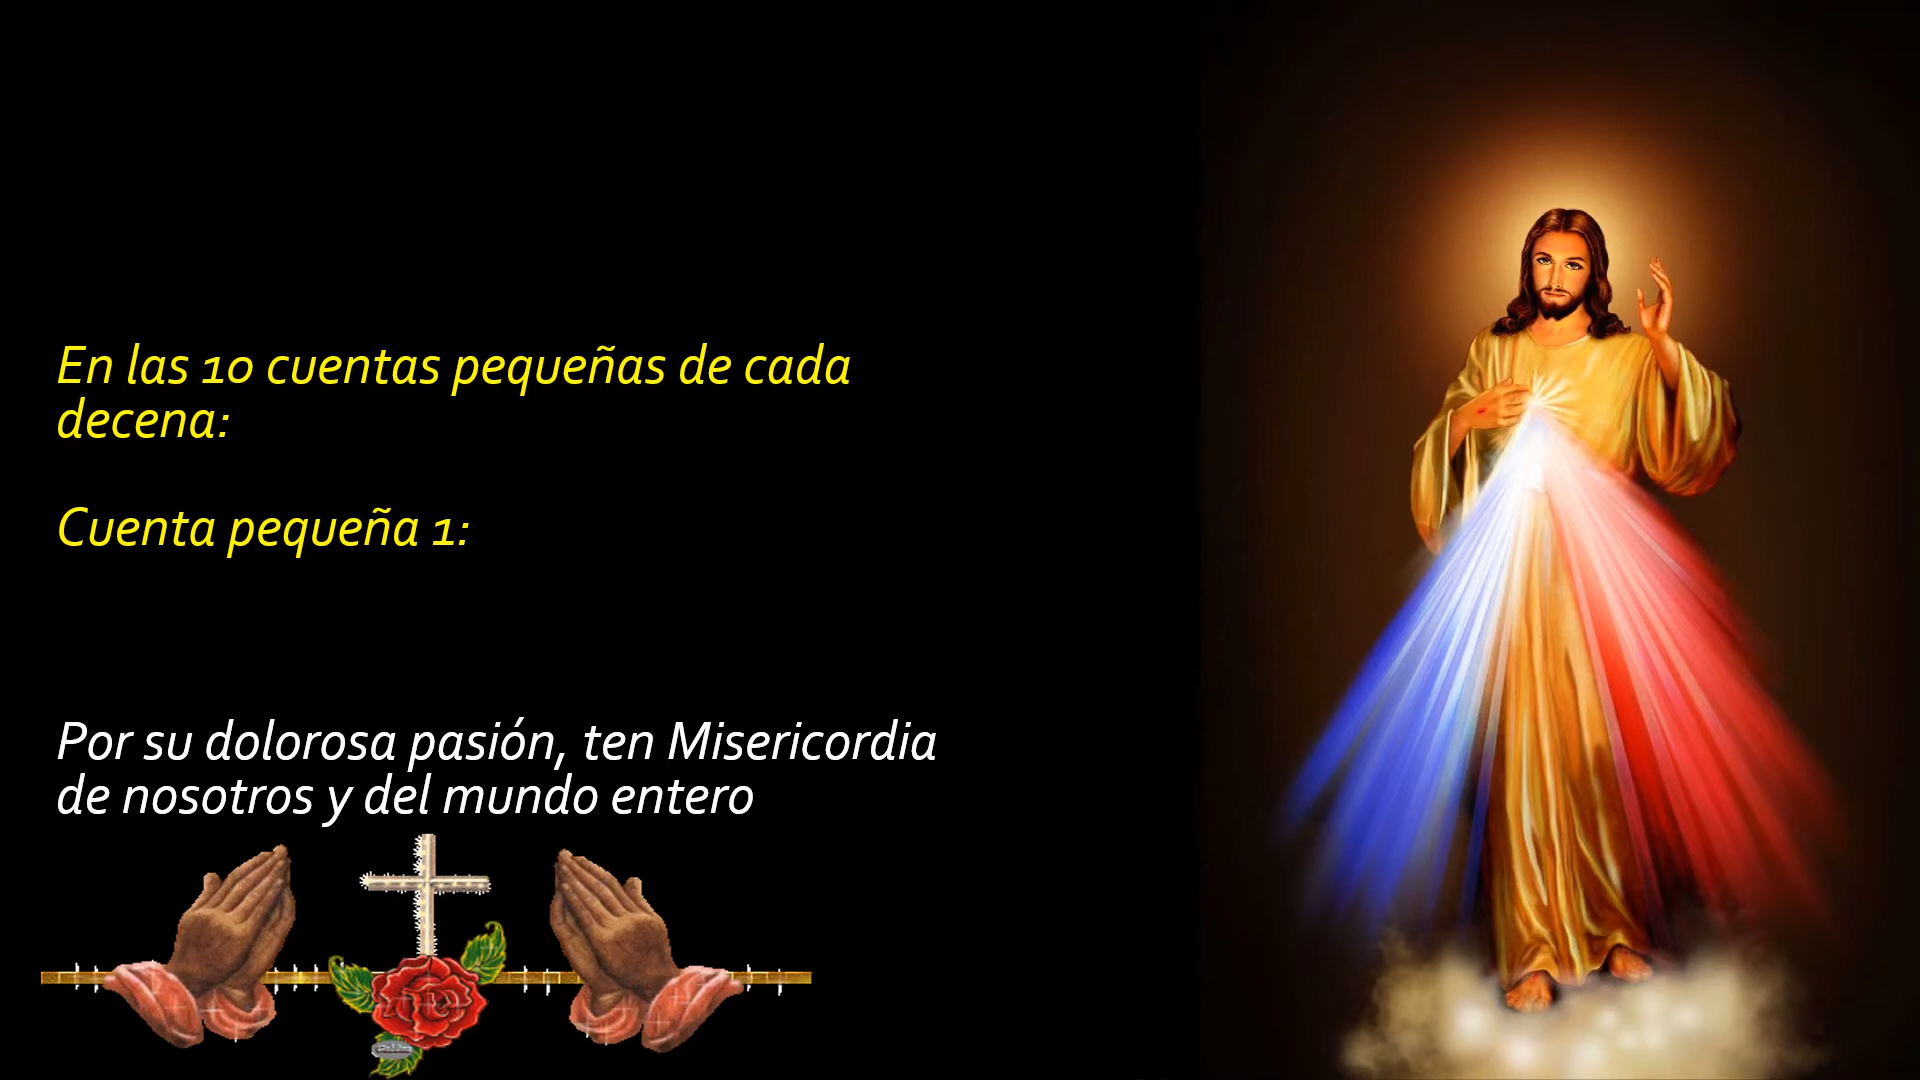 En las 10 cuentas pequeñas de cada
decena:
Cuenta pequeña 1:
Por su dolorosa pasión, ten Misericordia
de nosotros y del mundo entero